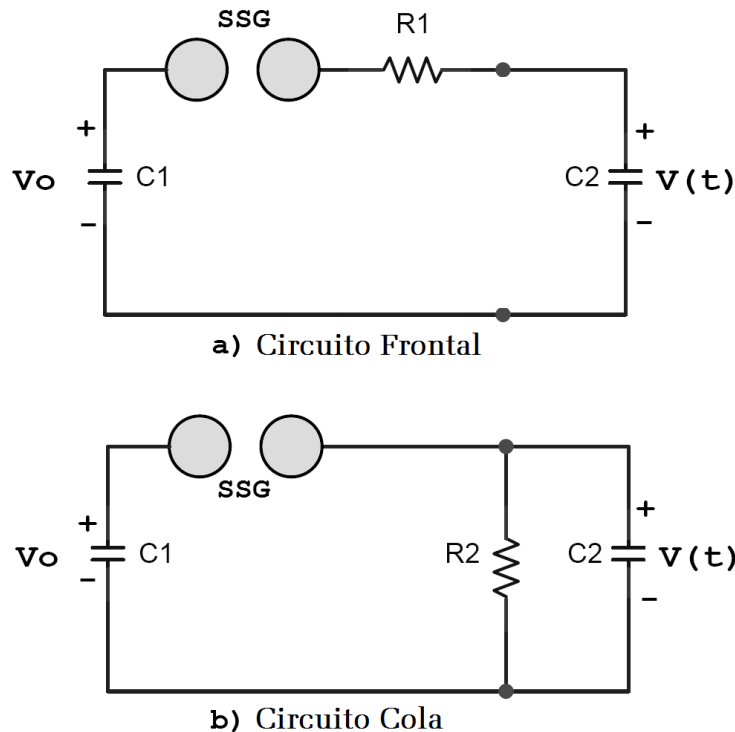 SSG
R1
+ +
Vo C1 C2 V(t)
− −
a) Circuito Frontal
SSG
+ +
Vo C1 R2 C2 V(t)
− −
b) Circuito Cola